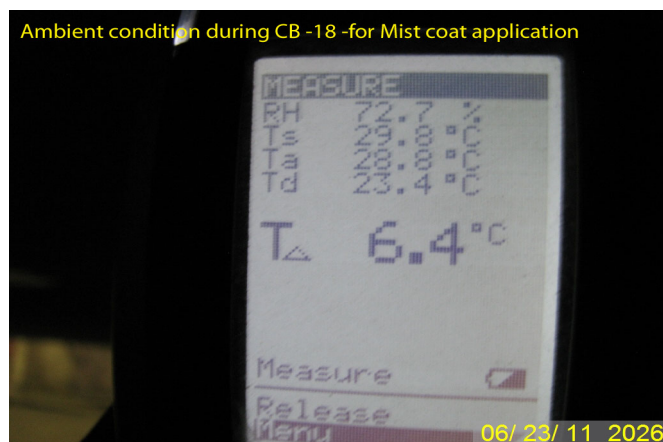 Ambient condition during CB -18 -for Mist coat application
MEASURE
RH 72.7 %
Ts 29.8 °C
Ta 28.8 °C
Td 23.4 °C
T△ 6.4 °C
Measure
Release
Menu
06/ 23/ 11 2026